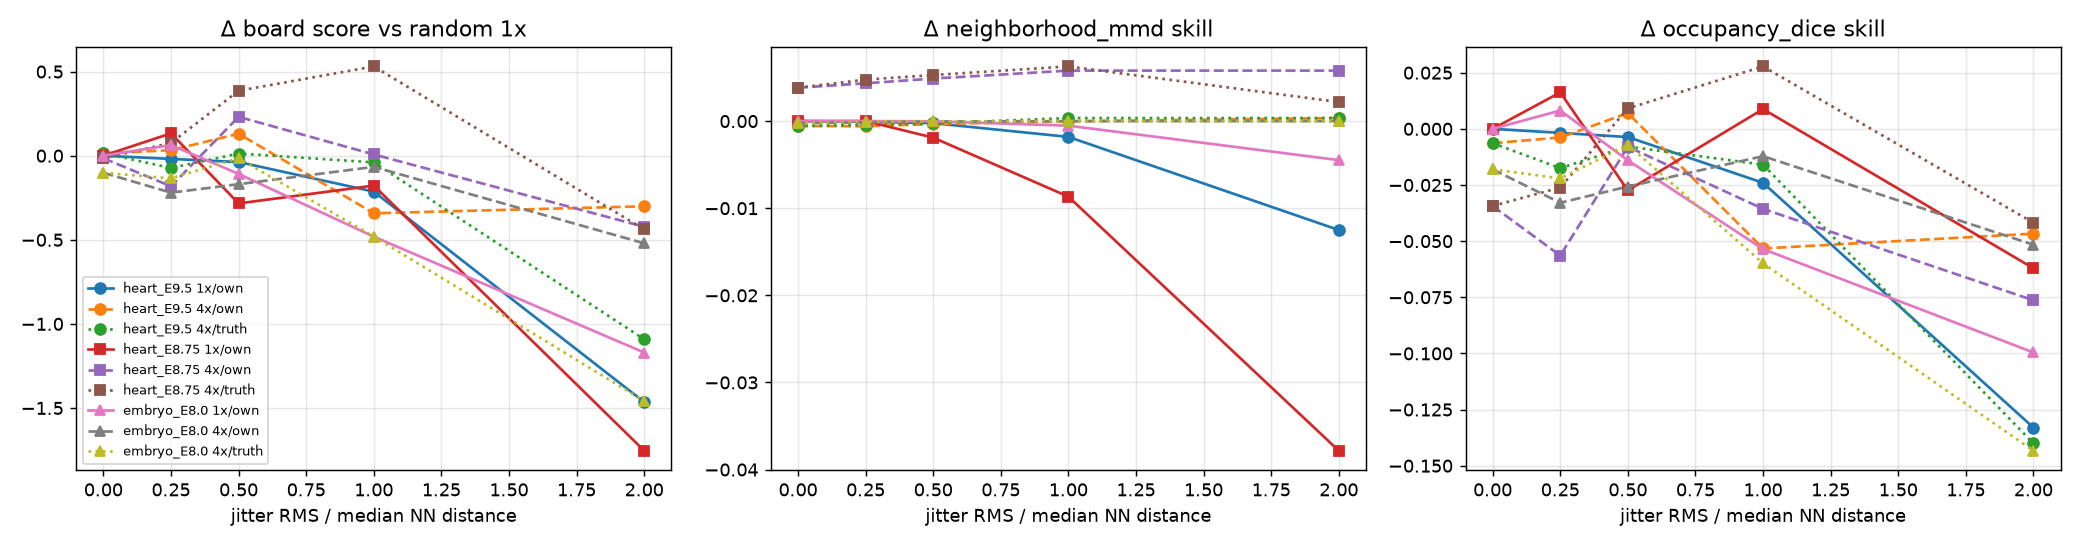 Δ board score vs random 1x
0.5
0.0
−0.5
−1.0
−1.5
heart_E9.5 1x/own
heart_E9.5 4x/own
heart_E9.5 4x/truth
heart_E8.75 1x/own
heart_E8.75 4x/own
heart_E8.75 4x/truth
embryo_E8.0 1x/own
embryo_E8.0 4x/own
embryo_E8.0 4x/truth
0.00 0.25 0.50 0.75 1.00 1.25 1.50 1.75 2.00
jitter RMS / median NN distance
Δ neighborhood_mmd skill
0.00
−0.01
−0.02
−0.03
−0.04
0.00 0.25 0.50 0.75 1.00 1.25 1.50 1.75 2.00
jitter RMS / median NN distance
Δ occupancy_dice skill
0.025
0.000
−0.025
−0.050
−0.075
−0.100
−0.125
−0.150
0.00 0.25 0.50 0.75 1.00 1.25 1.50 1.75 2.00
jitter RMS / median NN distance